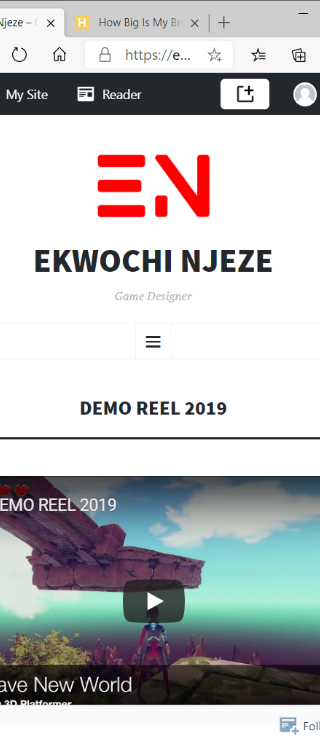 Njeze – G
How Big Is My Br
https://e...
My Site
Reader
EN
EKWOCHI NJEZE
Game Designer
DEMO REEL 2019
EMO REEL 2019
ave New World
3D Platformer
Foll